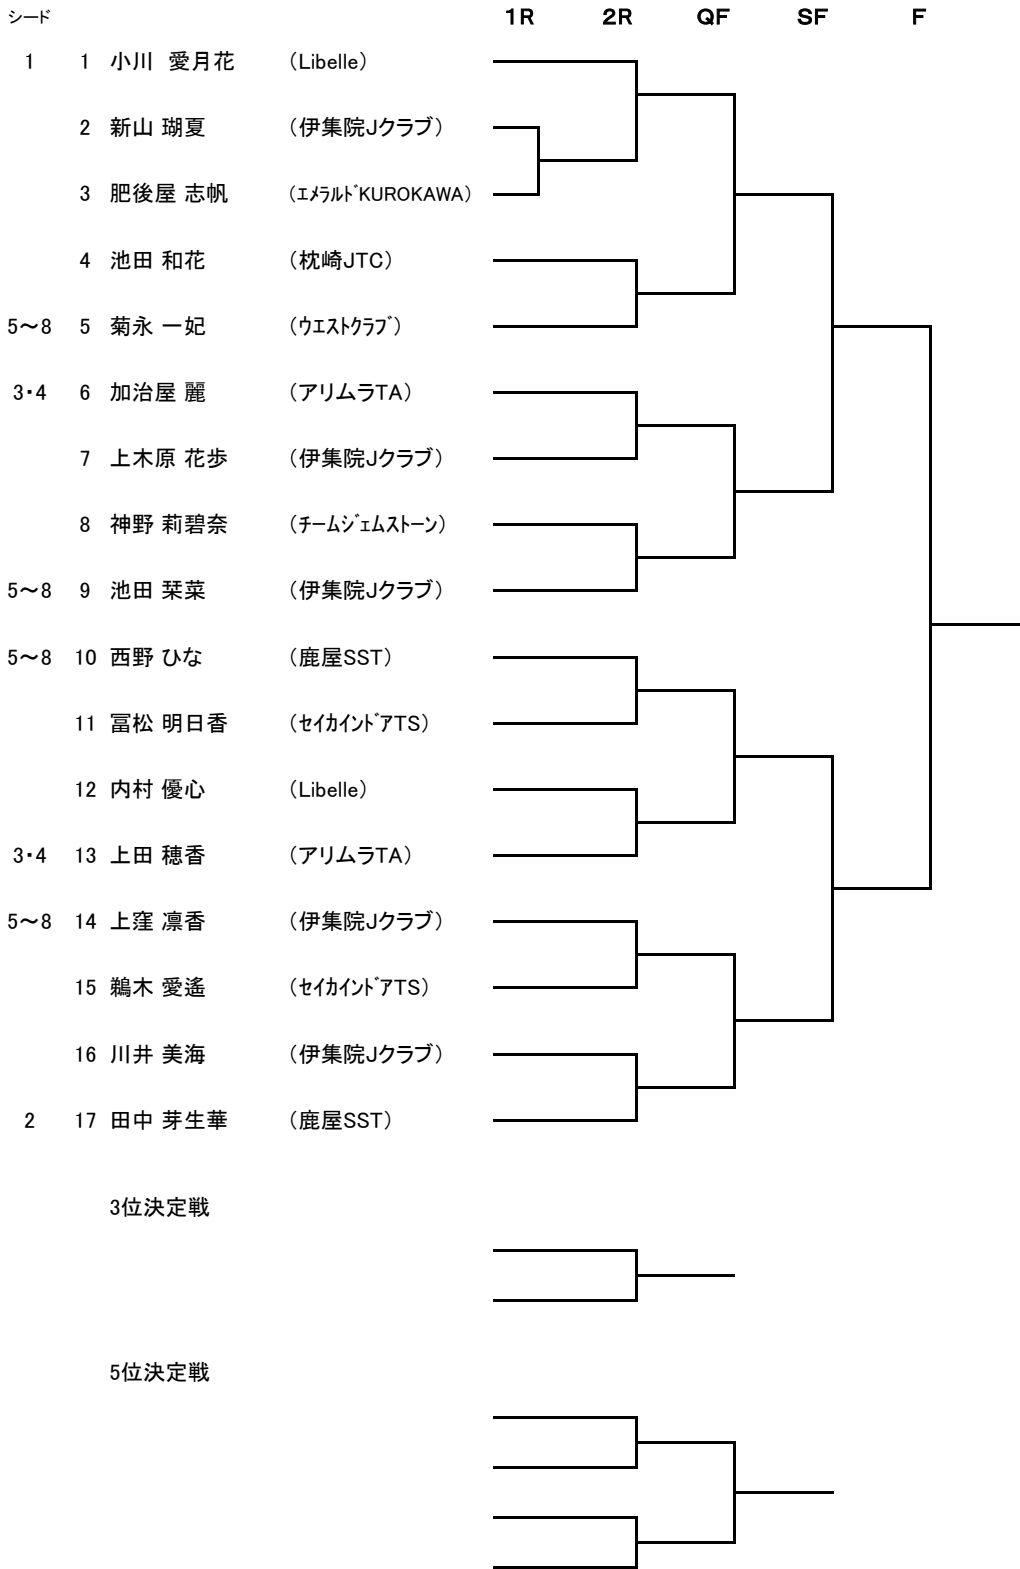 シード 1R 2R QF SF F
1 1 小川　愛月花 （Libelle）
2 新山 瑚夏 （伊集院Jクラブ）
3 肥後屋 志帆 （ｴﾒﾗﾙﾄﾞKUROKAWA）
4 池田 和花 （枕崎JTC）
5～8 5 菊永 一妃 （ｳｴｽﾄｸﾗﾌﾞ）
3・4 6 加治屋 麗 （アリムラTA）
7 上木原 花歩 （伊集院Jクラブ）
8 神野 莉碧奈 （ﾁｰﾑｼﾞｪﾑｽﾄｰﾝ）
5～8 9 池田 栞菜 （伊集院Jクラブ）
5～8 10 西野 ひな （鹿屋SST）
11 冨松 明日香 （ｾｲｶｲﾝﾄﾞｱTS）
12 内村 優心 （Libelle）
3・4 13 上田 穂香 （アリムラTA）
5～8 14 上窪 凛香 （伊集院Jクラブ）
15 鵜木 愛遙 （ｾｲｶｲﾝﾄﾞｱTS）
16 川井 美海 （伊集院Jクラブ）
2 17 田中 芽生華 （鹿屋SST）
3位決定戦
5位決定戦